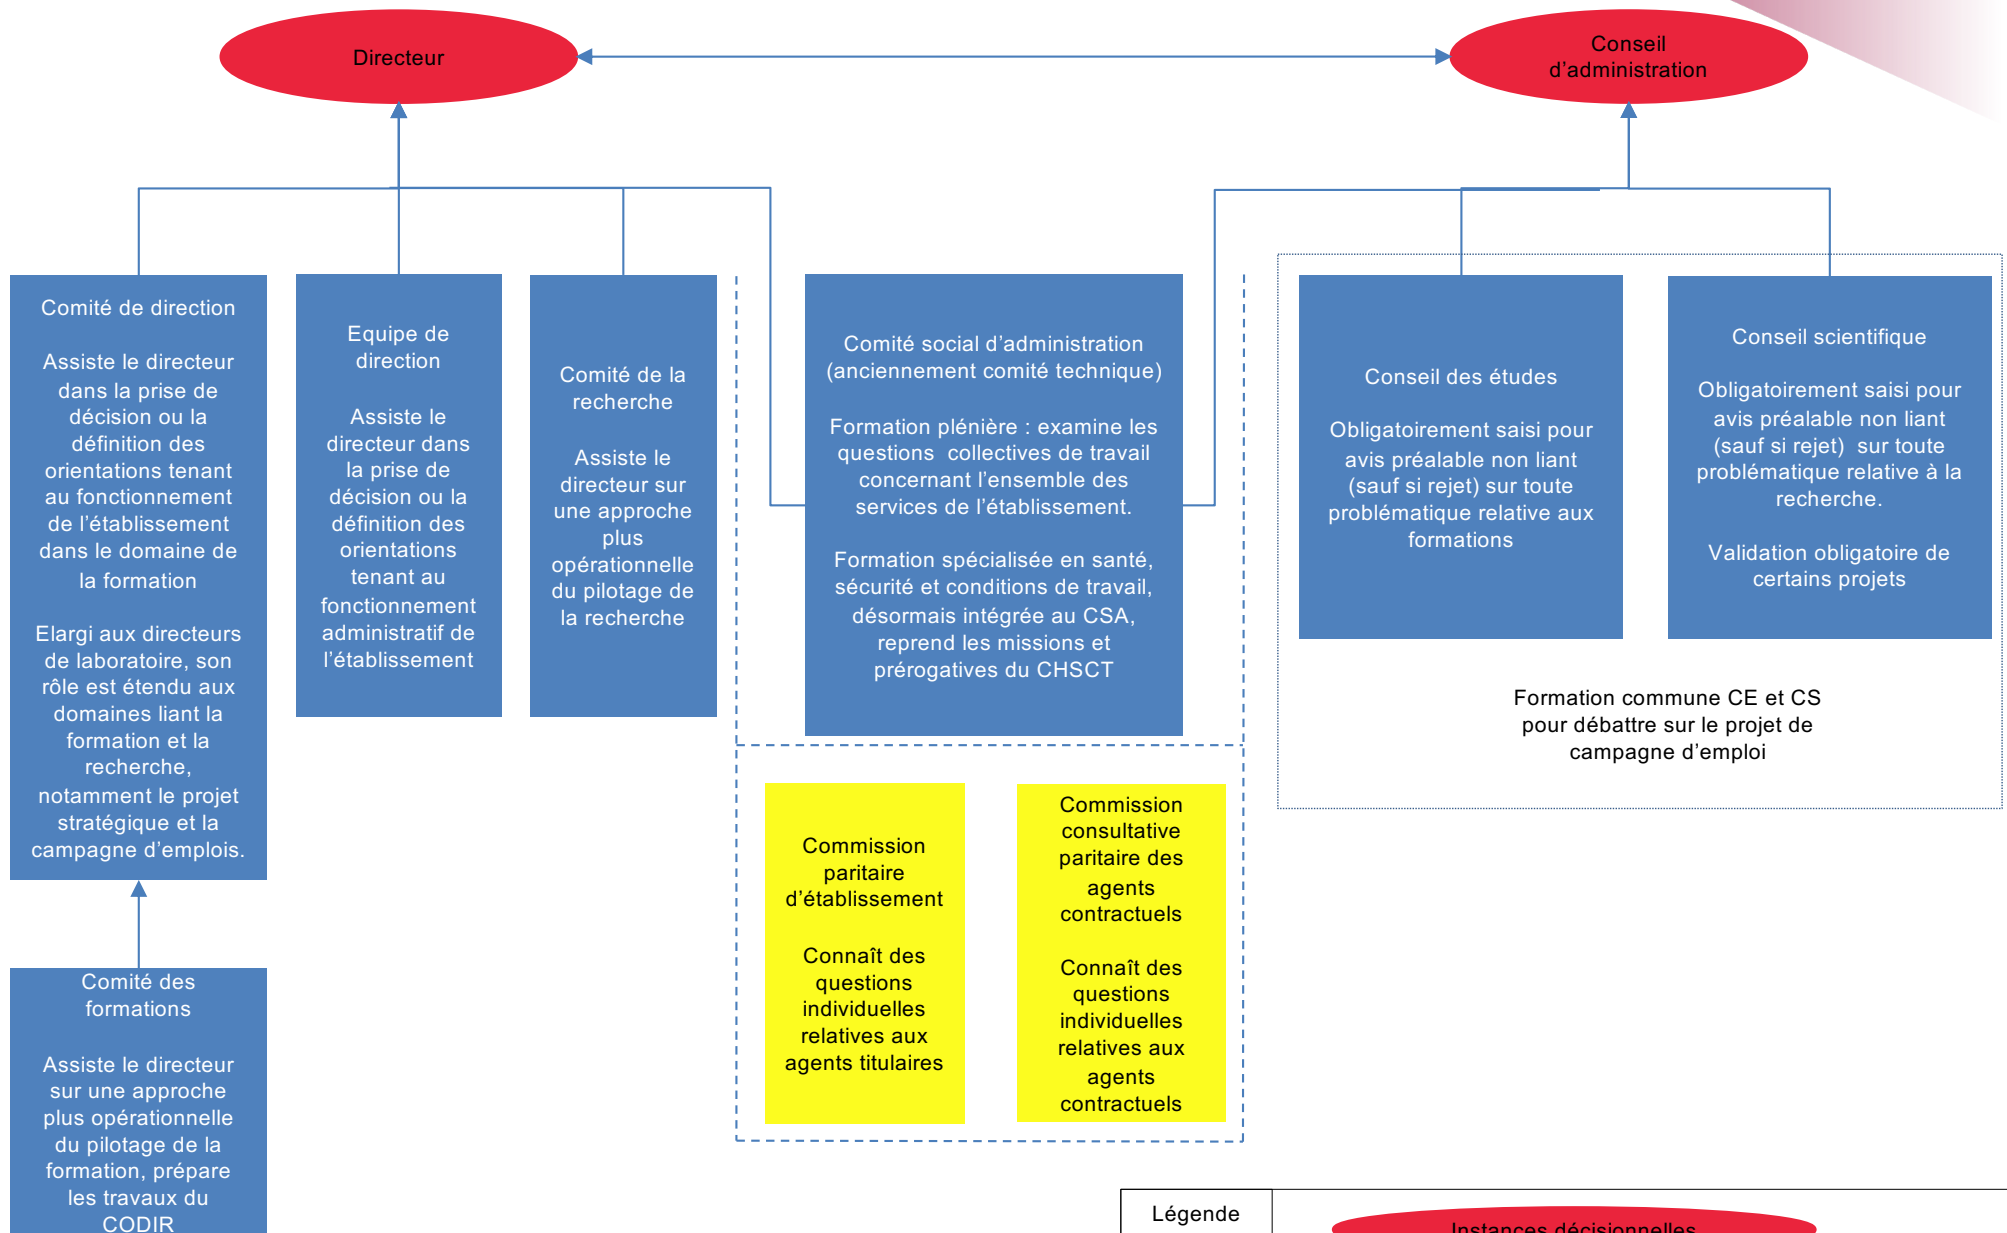 Directeur
Conseil
d’administration
Comité de direction
Assiste le directeur
dans la prise de
décision ou la
définition des
orientations tenant
au fonctionnement
de l’établissement
dans le domaine de
la formation
Elargi aux directeurs
de laboratoire, son
rôle est étendu aux
domaines liant la
formation et la
recherche,
notamment le projet
stratégique et la
campagne d’emplois.
Equipe de
direction
Assiste le
directeur dans
la prise de
décision ou la
définition des
orientations
tenant au
fonctionnement
administratif de
l’établissement
Comité de la
recherche
Assiste le
directeur sur
une approche
plus
opérationnelle
du pilotage de
la recherche
Comité social d’administration
(anciennement comité technique)
Formation plénière : examine les
questions collectives de travail
concernant l’ensemble des
services de l’établissement.
Formation spécialisée en santé,
sécurité et conditions de travail,
désormais intégrée au CSA,
reprend les missions et
prérogatives du CHSCT
Conseil des études
Obligatoirement saisi pour
avis préalable non liant
(sauf si rejet) sur toute
problématique relative aux
formations
Conseil scientifique
Obligatoirement saisi pour
avis préalable non liant
(sauf si rejet) sur toute
problématique relative à la
recherche.
Validation obligatoire de
certains projets
Formation commune CE et CS
pour débattre sur le projet de
campagne d’emploi
Commission
paritaire
d’établissement
Connaît des
questions
individuelles
relatives aux
agents titulaires
Commission
consultative
paritaire des
agents
contractuels
Connaît des
questions
individuelles
relatives aux
agents
contractuels
Comité des
formations
Assiste le directeur
sur une approche
plus opérationnelle
du pilotage de la
formation, prépare
les travaux du
CODIR
Légende
Instances décisionnelles